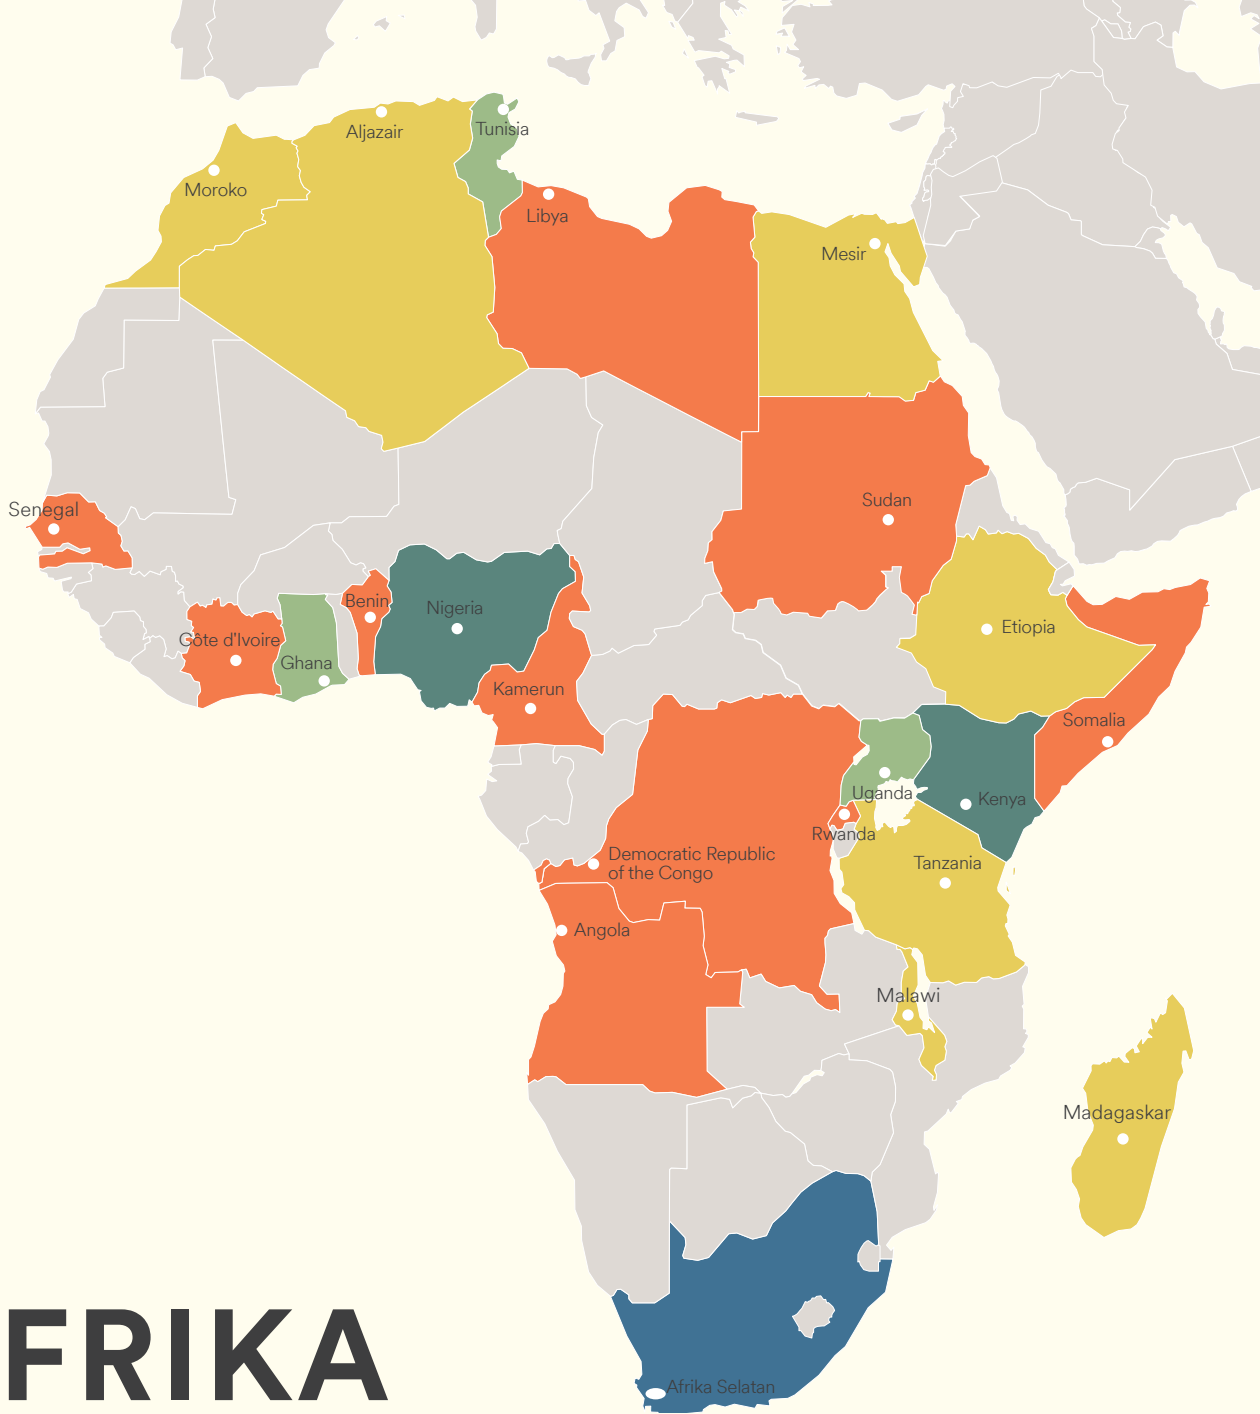 Tunisia
Aljazair
Moroko
Libya
Mesir
Senegal
Sudan
Benin
Nigeria
Etiopia
Côte d'Ivoire
Ghana
Kamerun
Somalia
Uganda
Kenya
Rwanda
Democratic Republic
of the Congo
Tanzania
Angola
Malawi
Madagaskar
Afrika Selatan
FRIKA